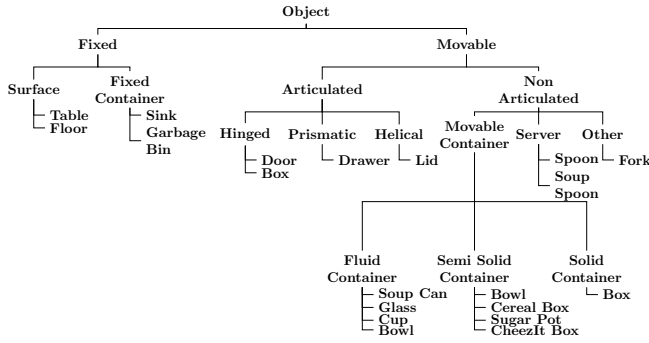 Object
Fixed
Movable
Surface
Fixed
Container
Articulated
Non
Articulated
Table
Floor
Sink
Garbage
Bin
Hinged
Prismatic
Helical
Movable
Container
Server
Other
Door
Box
Drawer
Lid
Spoon
Soup
Spoon
Fork
Fluid
Container
Semi Solid
Container
Solid
Container
Soup Can
Glass
Cup
Bowl
Bowl
Cereal Box
Sugar Pot
CheezIt Box
Box